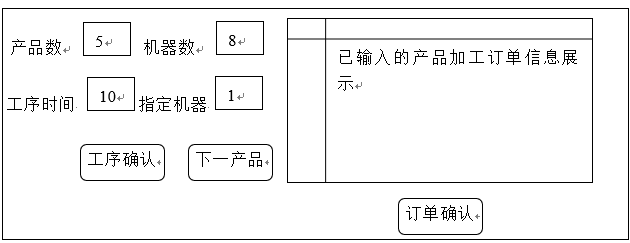 产品数 5 机器数 8
工序时间 10 指定机器 1
工序确认 下一产品
已输入的产品加工订单信息展
示
订单确认